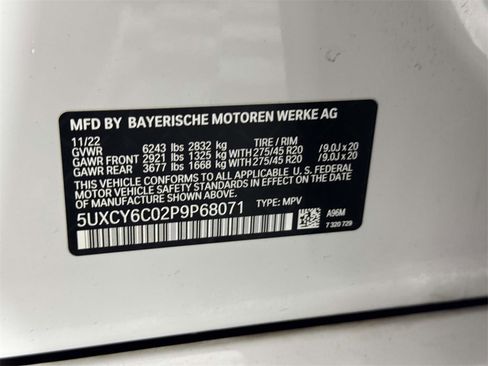 MFD BY BAYERISCHE MOTOREN WERKE AG
11/22 TIRE / RIM
GVWR 6243 lbs 2832 kg
GAWR FRONT 2921 lbs 1325 kg WITH 275/45 R20 /9.0J x 20
GAWR REAR 3677 lbs 1668 kg WITH 275/45 R20 /9.0J x 20
THIS VEHICLE CONFORMS TO ALL APPLICABLE U. S. FEDERAL
MOTOR VEHICLE SAFETY STANDARDS IN EFFECT ON THE DATE
OF MANUFACTURE SHOWN ABOVE.
5UXCY6C02P9P68071 TYPE: MPV
A96M
7 320 729